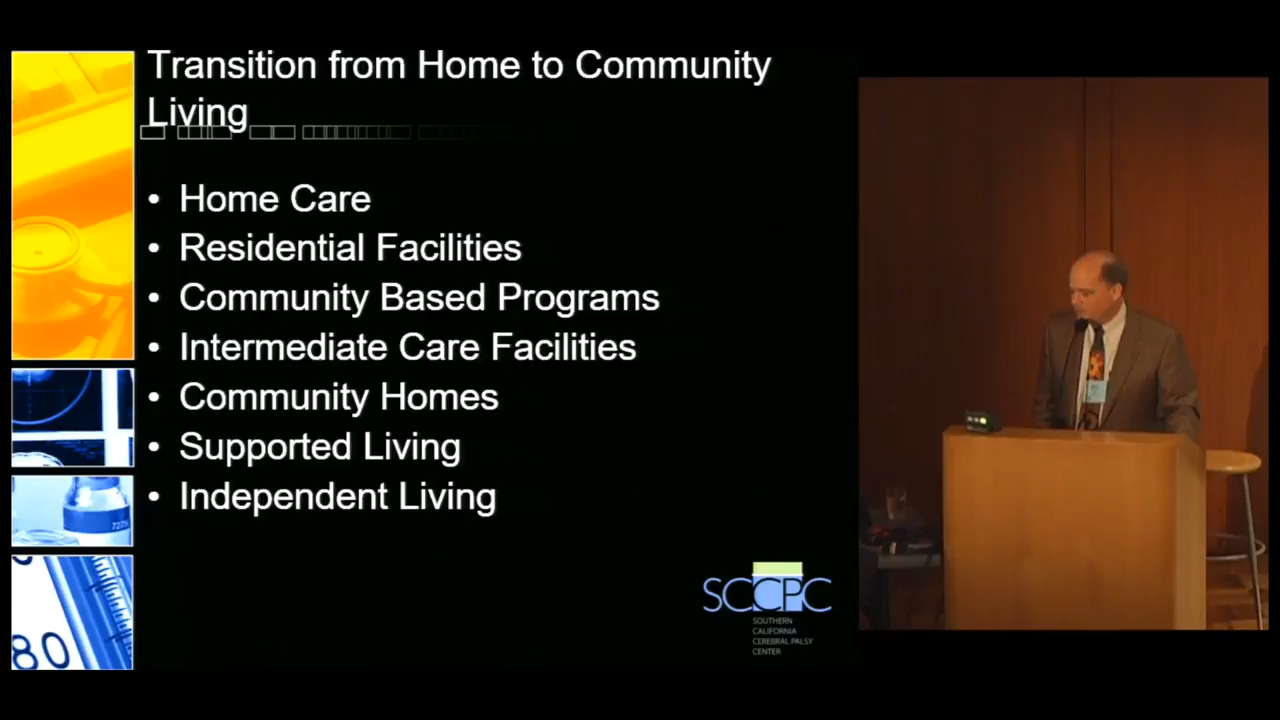 Transition from Home to Community
Living
• Home Care
• Residential Facilities
• Community Based Programs
• Intermediate Care Facilities
• Community Homes
• Supported Living
• Independent Living
80
SCCPC
SOUTHERN
CALIFORNIA
CEREBRAL PALSY
CENTER